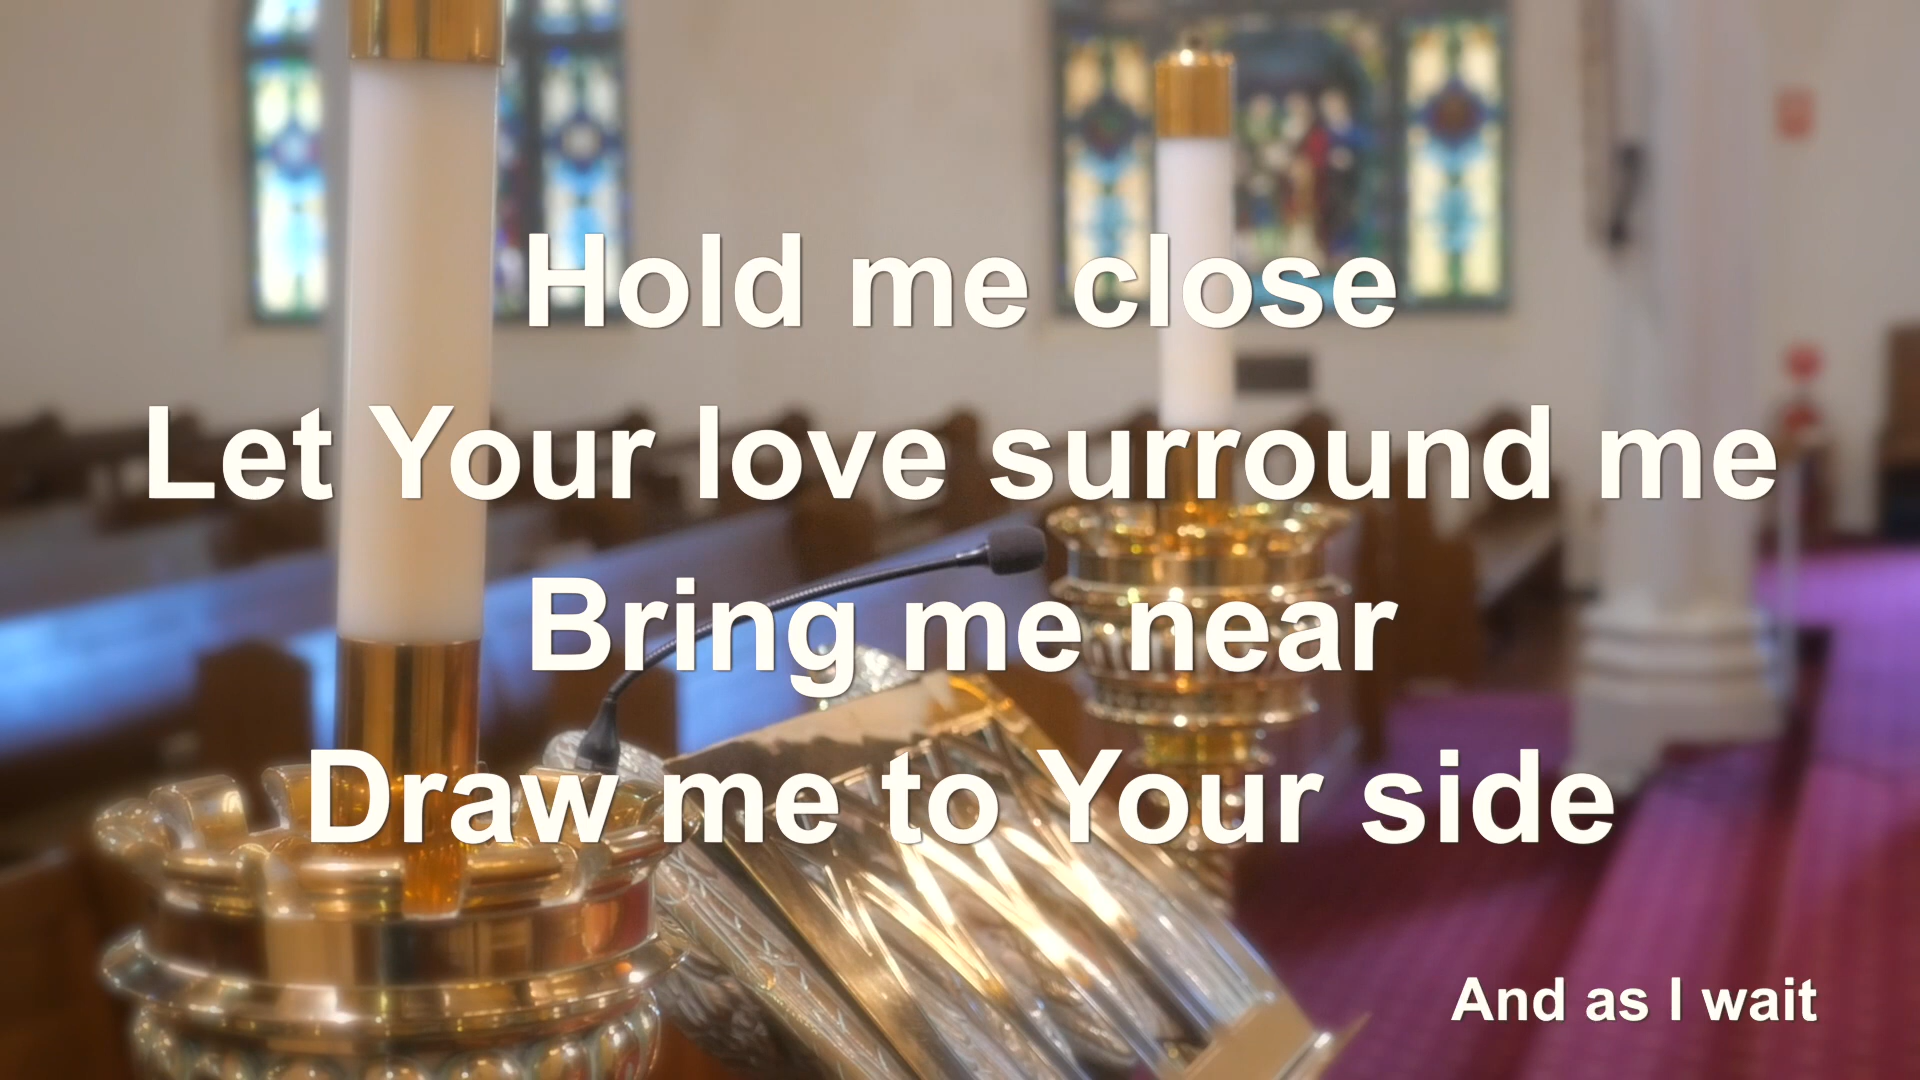 Hold me close
Let Your love surround me
Bring me near
Draw me to Your side
And as I wait